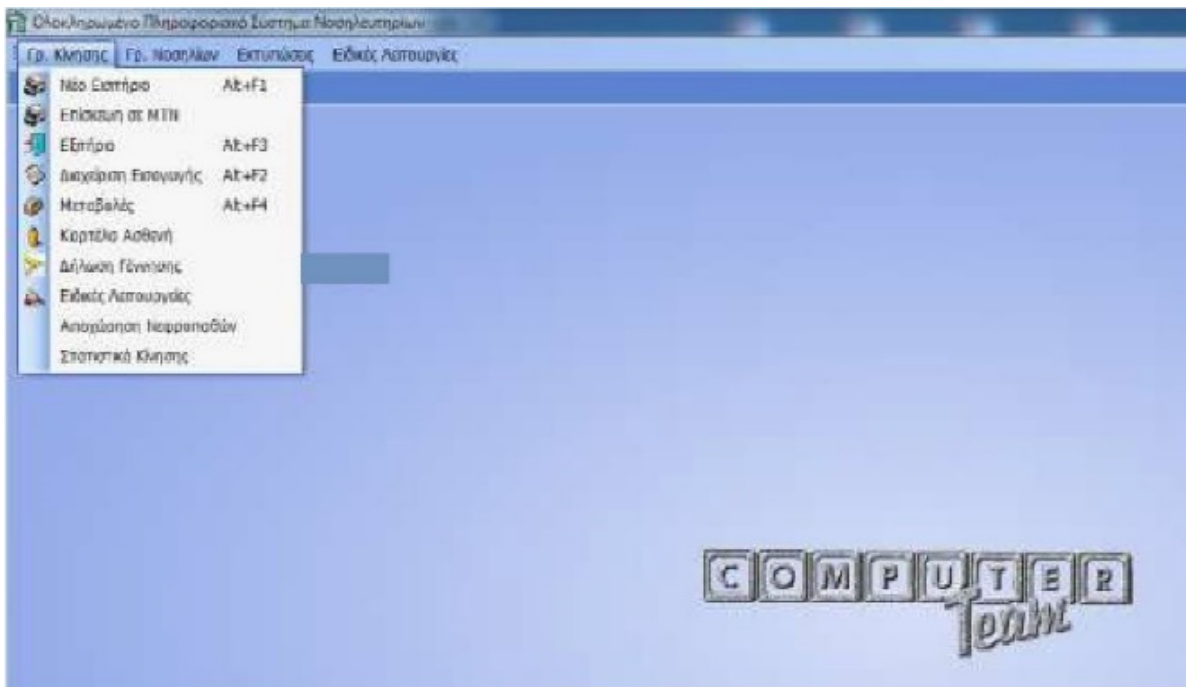 Ολοκληρωμένο Πληροφοριακό Σύστημα Νοσηλευτηρίων
Γρ. Κίνησης Γρ. Νοσηλίων Εκτυπώσεις Ειδικές Λειτουργίες
Νέο Εισιτήριο Alt+F1
Επίσκεψη σε ΜΤΝ
Εξιτήριο Alt+F3
Διαχείριση Εισαγωγής Alt+F2
Μεταβολές Alt+F4
Καρτέλα Ασθενή
Δήλωση Γέννησης
Ειδικές Λειτουργίες
Αποχώρηση Νεφροπαθών
Στατιστικά Κίνησης
COMPUTER
Team